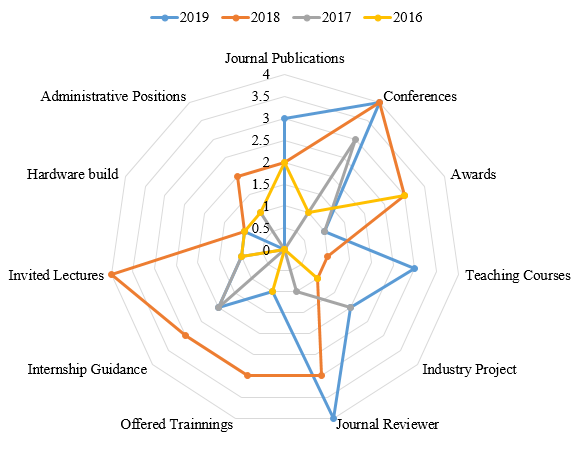 2019 2018 2017 2016
Journal Publications
4
3.5
3
2.5
2
1.5
1
0.5
0
Conferences
Awards
Teaching Courses
Industry Project
Journal Reviewer
Offered Trainnings
Internship Guidance
Invited Lectures
Hardware build
Administrative Positions